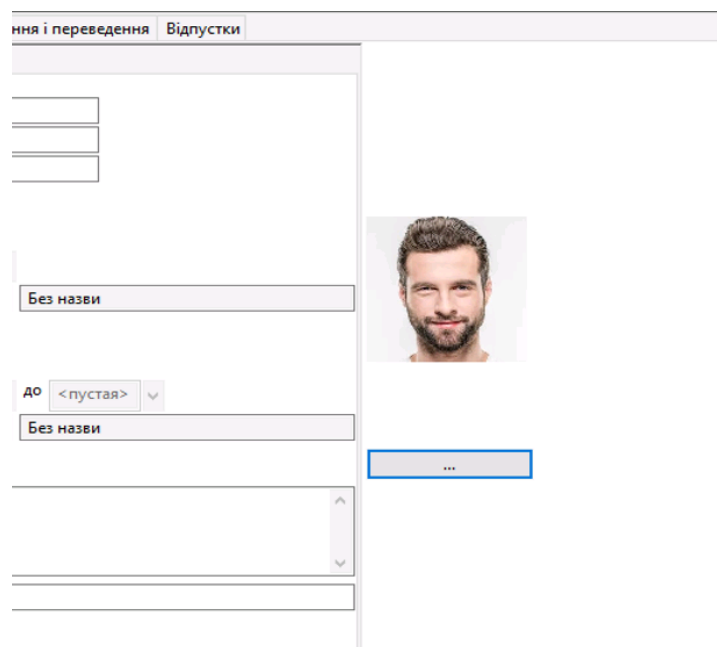 ння і переведення Відпустки
Без назви
до <пустая>
Без назви
...